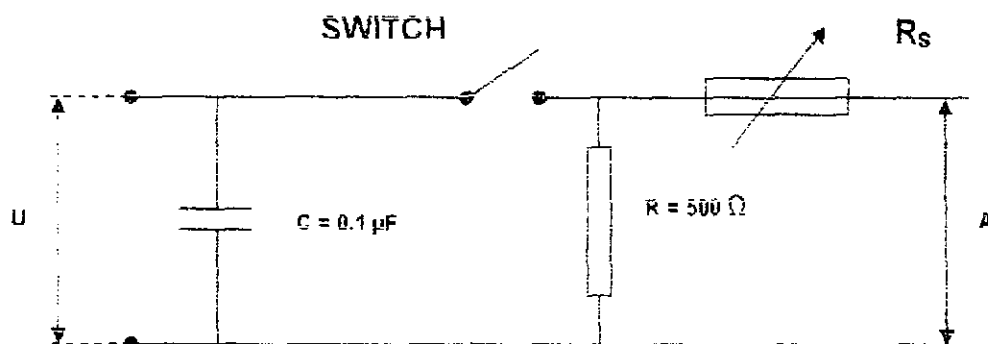 SWITCH
Rs
U
C = 0.1 µF
R = 500 Ω
A